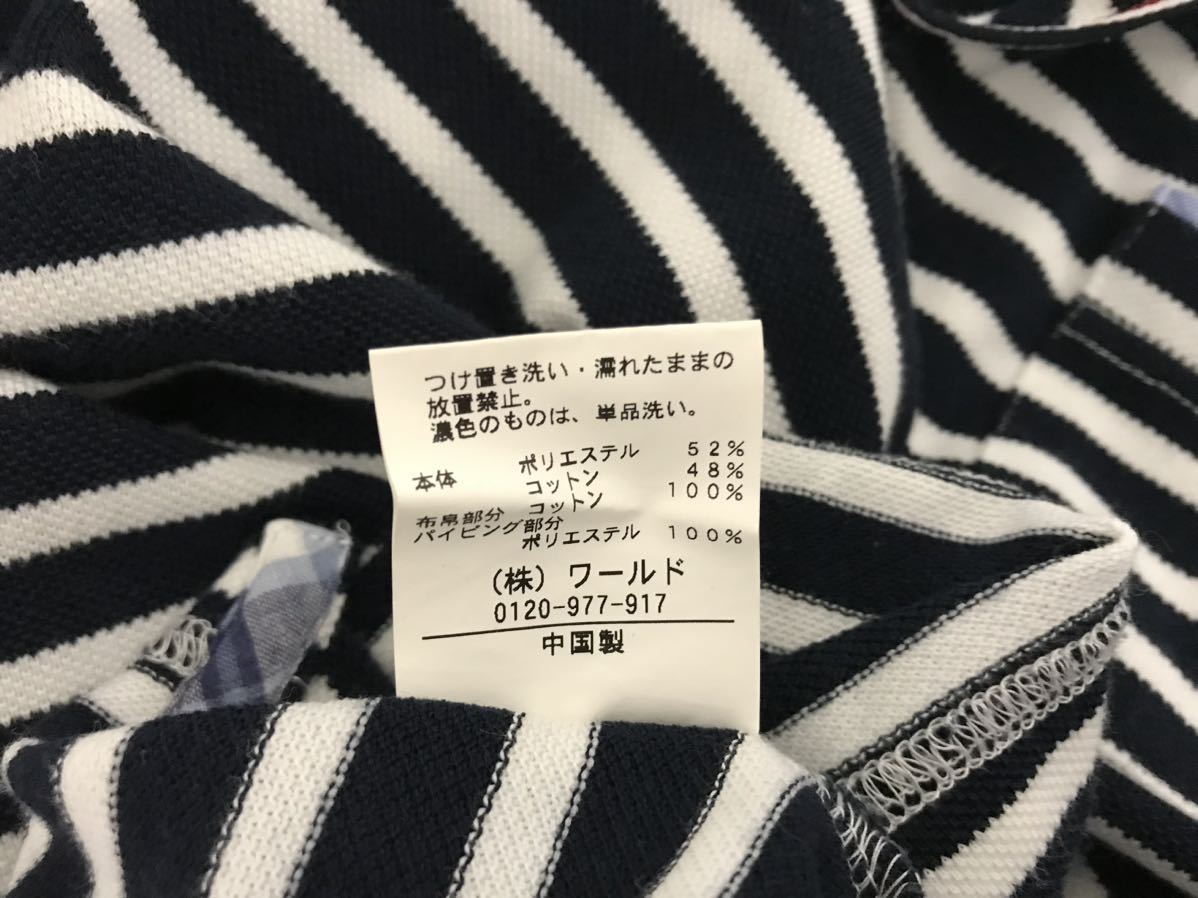 つけ置き洗い・濡れたままの
放置禁止。
濃色のものは、単品洗い。
本体 ポリエステル 52%
コットン 48%
布帛部分 コットン 100%
パイピング部分
ポリエステル 100%
(株) ワールド
0120-977-917
中国製